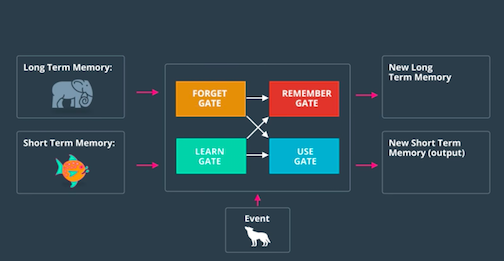 Long Term Memory:
Short Term Memory:
FORGET
GATE
REMEMBER
GATE
LEARN
GATE
USE
GATE
New Long
Term Memory
New Short Term
Memory (output)
Event